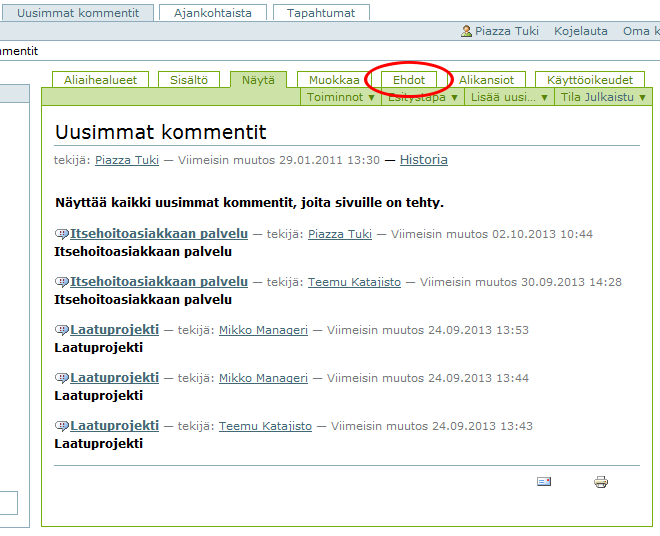 Uusimmat kommentit Ajankohtaista Tapahtumat
Piazza Tuki Kojelauta Oma k
mmentit
Aliaihealueet Sisältö Näytä Muokkaa Ehdot Alikansiot Käyttöoikeudet
Toiminnot ▼ Esitystapa ▼ Lisää uusi... ▼ Tila Julkaistu ▼
Uusimmat kommentit
tekijä: Piazza Tuki — Viimeisin muutos 29.01.2011 13:30 — Historia
Näyttää kaikki uusimmat kommentit, joita sivuille on tehty.
Itsehoitoasiakkaan palvelu — tekijä: Piazza Tuki — Viimeisin muutos 02.10.2013 10:44
Itsehoitoasiakkaan palvelu
Itsehoitoasiakkaan palvelu — tekijä: Teemu Katajisto — Viimeisin muutos 30.09.2013 14:28
Itsehoitoasiakkaan palvelu
Laatuprojekti — tekijä: Mikko Manageri — Viimeisin muutos 24.09.2013 13:53
Laatuprojekti
Laatuprojekti — tekijä: Mikko Manageri — Viimeisin muutos 24.09.2013 13:44
Laatuprojekti
Laatuprojekti — tekijä: Teemu Katajisto — Viimeisin muutos 24.09.2013 13:43
Laatuprojekti